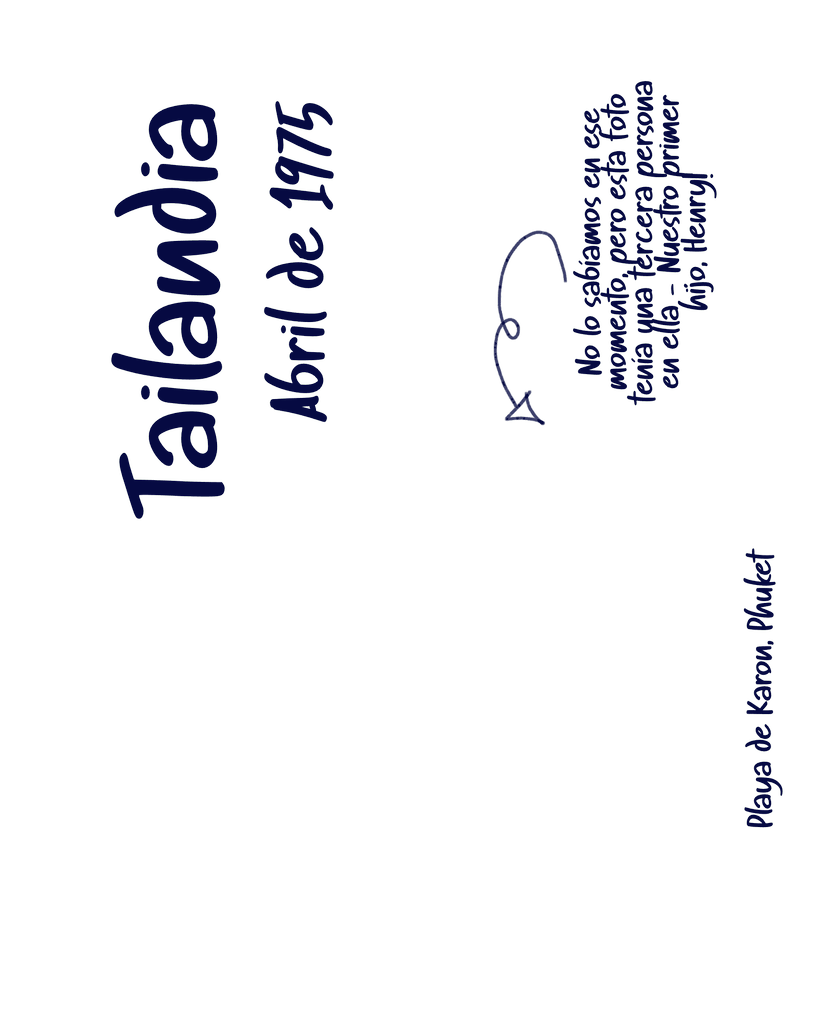 Tailandia
Abril de 1975
No lo sabíamos en ese
momento, pero esta foto
tenía una tercera persona
en ella - Nuestro primer
hijo, Henry!
Playa de Karon, Phuket